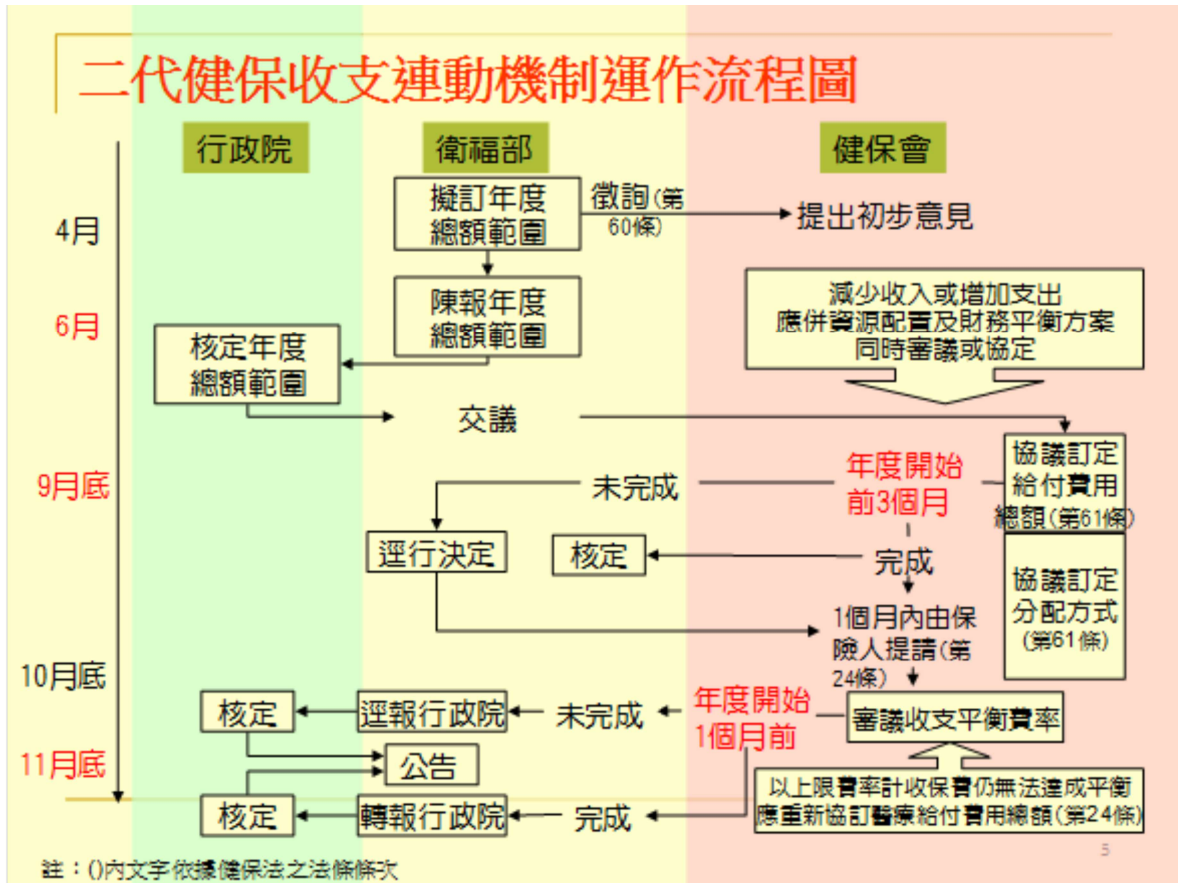 二代健保收支連動機制運作流程圖
行政院
衛福部
健保會
4月
擬訂年度
總額範圍
徵詢(第
60條)
提出初步意見
6月
陳報年度
總額範圍
減少收入或增加支出
應併資源配置及財務平衡方案
同時審議或協定
核定年度
總額範圍
交議
9月底
未完成
年度開始
前3個月
協議訂定
給付費用
總額(第61條)
逕行決定
核定
完成
協議訂定
分配方式
(第61條)
1個月內由保
險人提請(第
24條)
10月底
核定
逕報行政院
未完成
年度開始
1個月前
審議收支平衡費率
11月底
公告
以上限費率計收保費仍無法達成平衡
應重新協訂醫療給付費用總額(第24條)
核定
轉報行政院
完成
註：()內文字依據健保法之法條條次
5